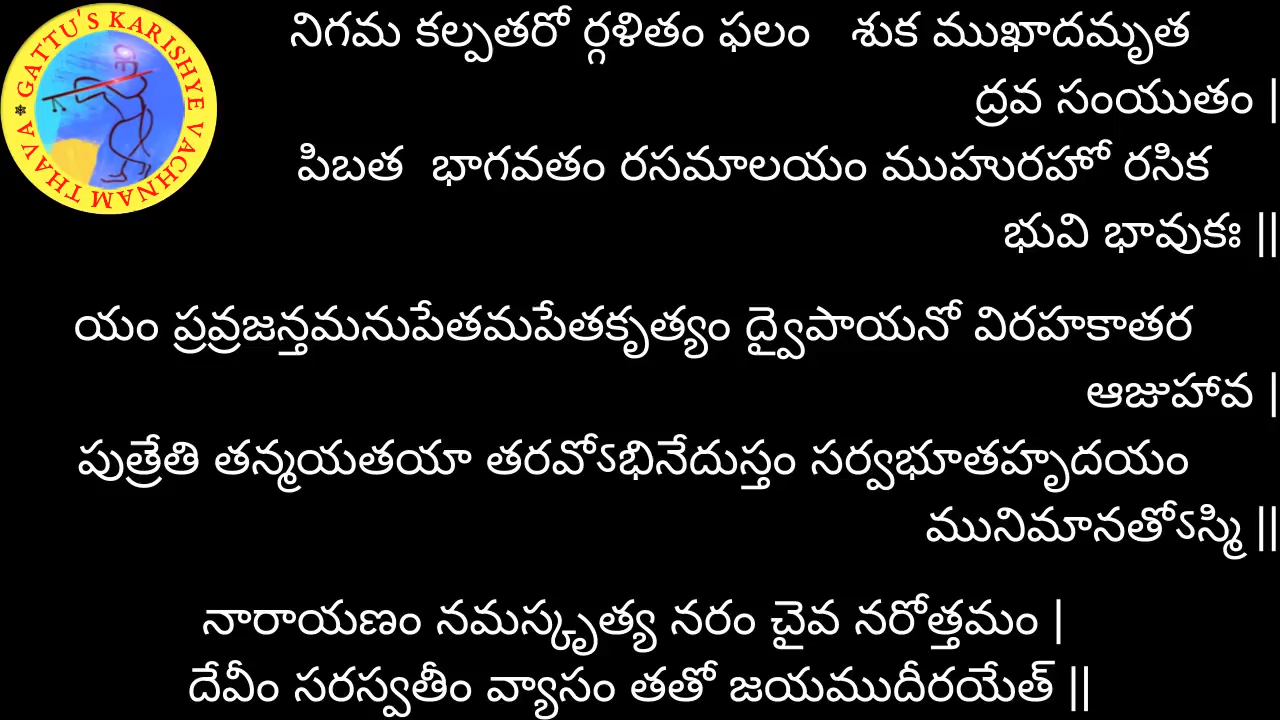 GATTU'S KARISHYE VACHNAM THAVA
నిగమ కల్పతరో ర్గళితం ఫలం శుక ముఖాదమృత
ద్రవ సంయుతం |
పిబత భాగవతం రసమాలయం ముహురహో రసిక
భువి భావుకః ||
యం ప్రవ్రజన్తమనుపేతమపేతకృత్యం ద్వైపాయనో విరహకాతర
ఆజుహావ |
పుత్రేతి తన్మయతయా తరవోఽభినేదుస్తం సర్వభూతహృదయం
మునిమానతోఽస్మి ||
నారాయణం నమస్కృత్య నరం చైవ నరోత్తమం |
దేవీం సరస్వతీం వ్యాసం తతో జయముదీరయేత్ ||